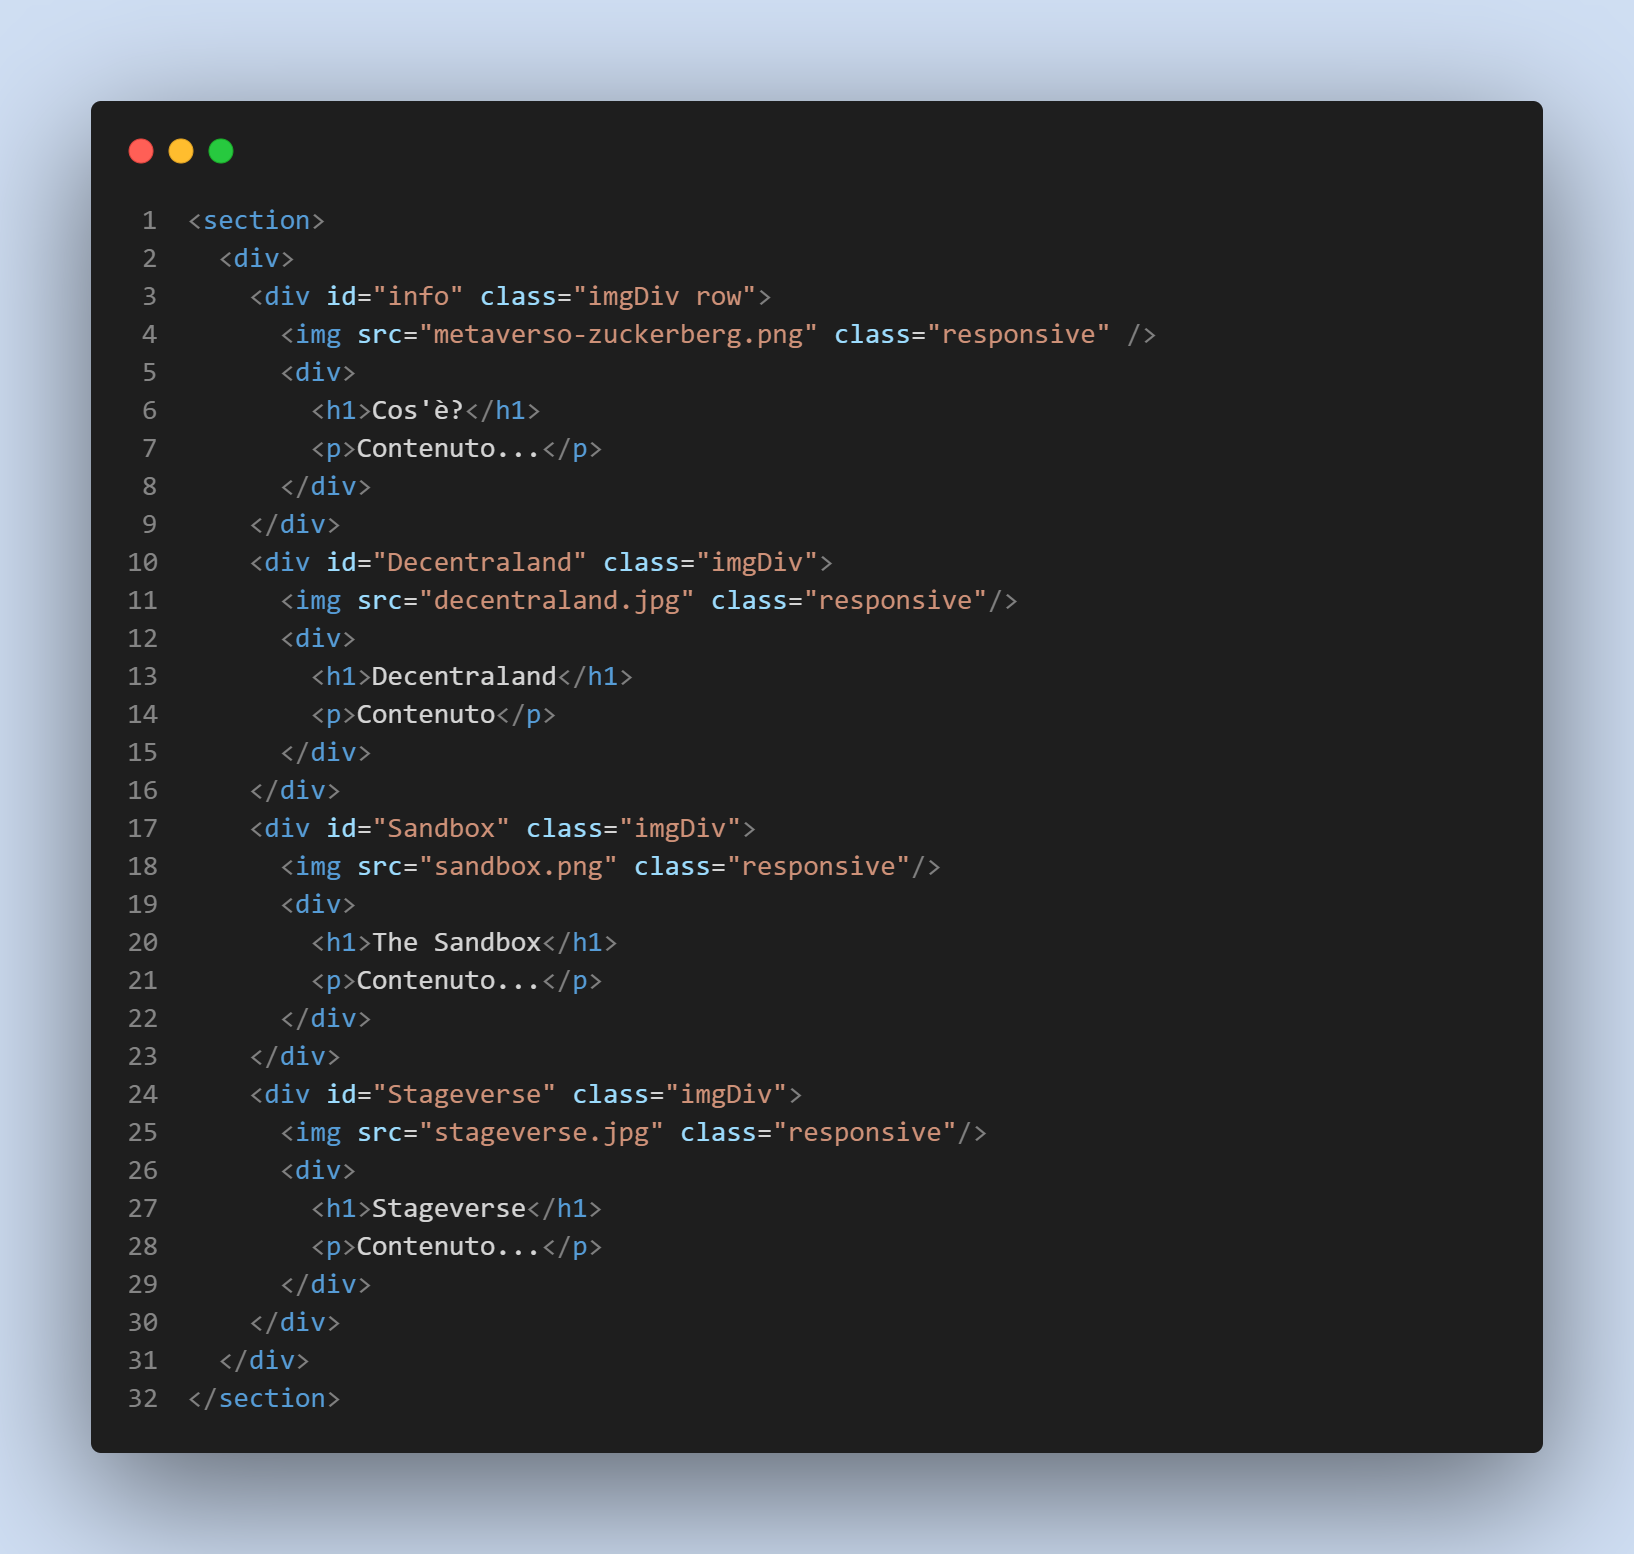 1 <section>
2   <div>
3     <div id="info" class="imgDiv row">
4       <img src="metaverso-zuckerberg.png" class="responsive" />
5       <div>
6         <h1>Cos'è?</h1>
7         <p>Contenuto...</p>
8       </div>
9     </div>
10     <div id="Decentraland" class="imgDiv">
11       <img src="decentraland.jpg" class="responsive"/>
12       <div>
13         <h1>Decentraland</h1>
14         <p>Contenuto</p>
15       </div>
16     </div>
17     <div id="Sandbox" class="imgDiv">
18       <img src="sandbox.png" class="responsive"/>
19       <div>
20         <h1>The Sandbox</h1>
21         <p>Contenuto...</p>
22       </div>
23     </div>
24     <div id="Stageverse" class="imgDiv">
25       <img src="stageverse.jpg" class="responsive"/>
26       <div>
27         <h1>Stageverse</h1>
28         <p>Contenuto...</p>
29       </div>
30     </div>
31   </div>
32 </section>